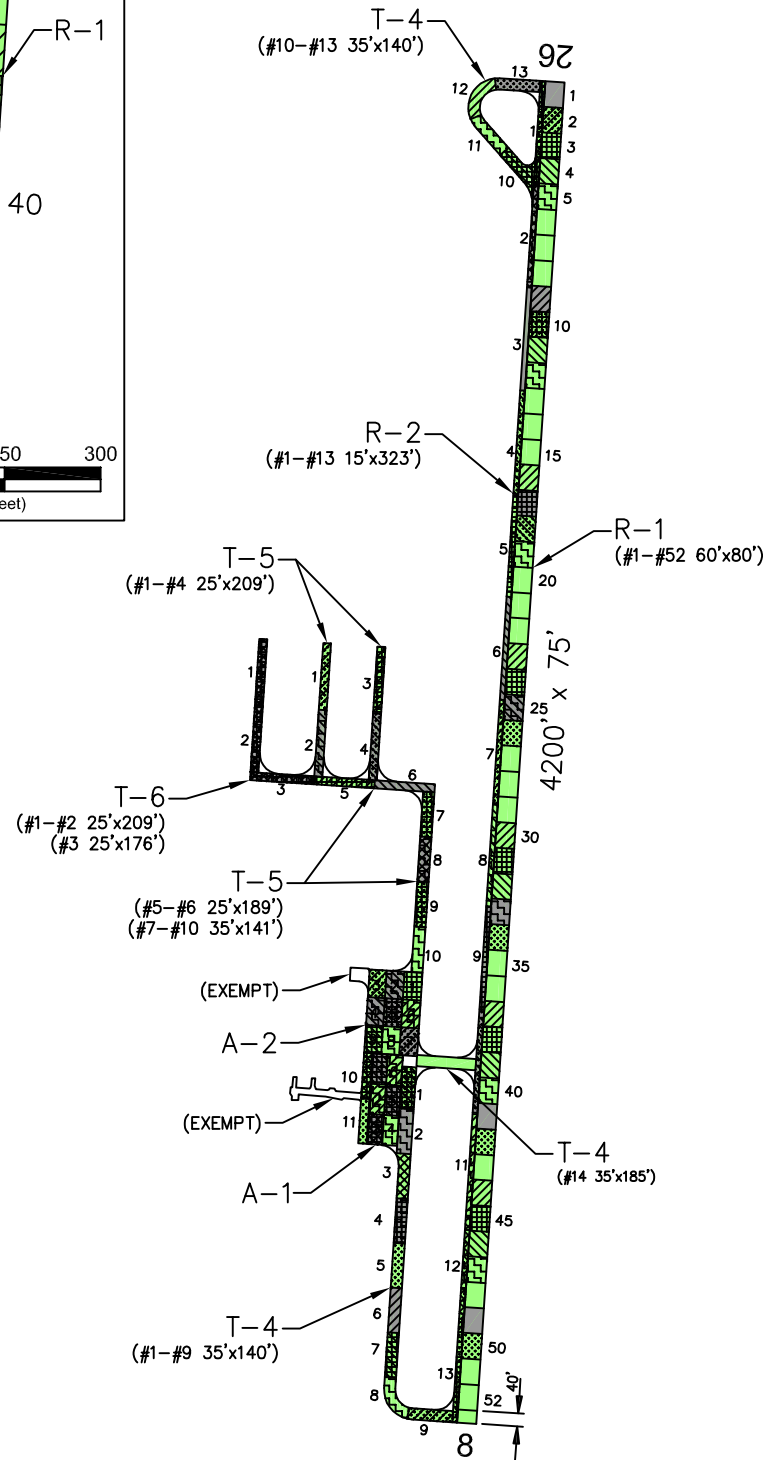 R-1
40
50
300
eet)
T-4
(#10-#13 35'x140')
26
13
12
1
2
1
3
11
4
10
5
2
10
3
R-2
(#1-#13 15'x323')
4
15
R-1
(#1-#52 60'x80')
5
20
T-5
(#1-#4 25'x209')
6
1
1
3
25
4200' x 75'
2
2
4
7
3
5
6
T-6
(#1-#2 25'x209')
(#3 25'x176')
7
30
8
8
T-5
(#5-#6 25'x189')
(#7-#10 35'x141')
9
10
9
35
(EXEMPT)
A-2
10
1
40
(EXEMPT)
11
2
T-4
(#14 35'x185')
A-1
3
11
4
45
5
12
T-4
(#1-#9 35'x140')
6
7
50
13
8
52
40'
9
8